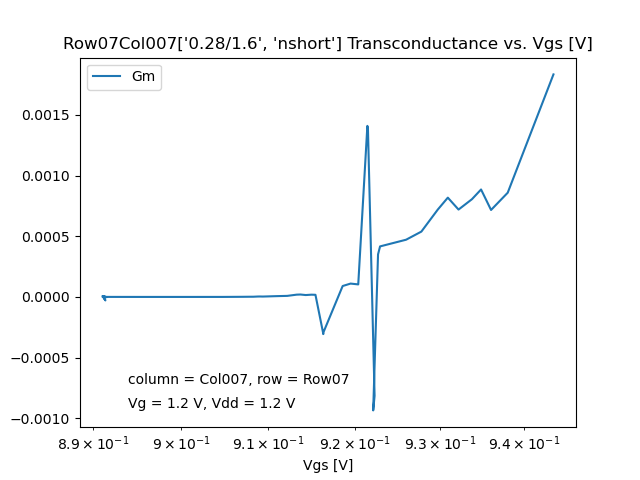 Row07Col007['0.28/1.6', 'nshort'] Transconductance vs. Vgs [V]
Gm
0.0015
0.0010
0.0005
0.0000
−0.0005
−0.0010
column = Col007, row = Row07
Vg = 1.2 V, Vdd = 1.2 V
8.9 × 10⁻¹ 9 × 10⁻¹ 9.1 × 10⁻¹ 9.2 × 10⁻¹ 9.3 × 10⁻¹ 9.4 × 10⁻¹
Vgs [V]